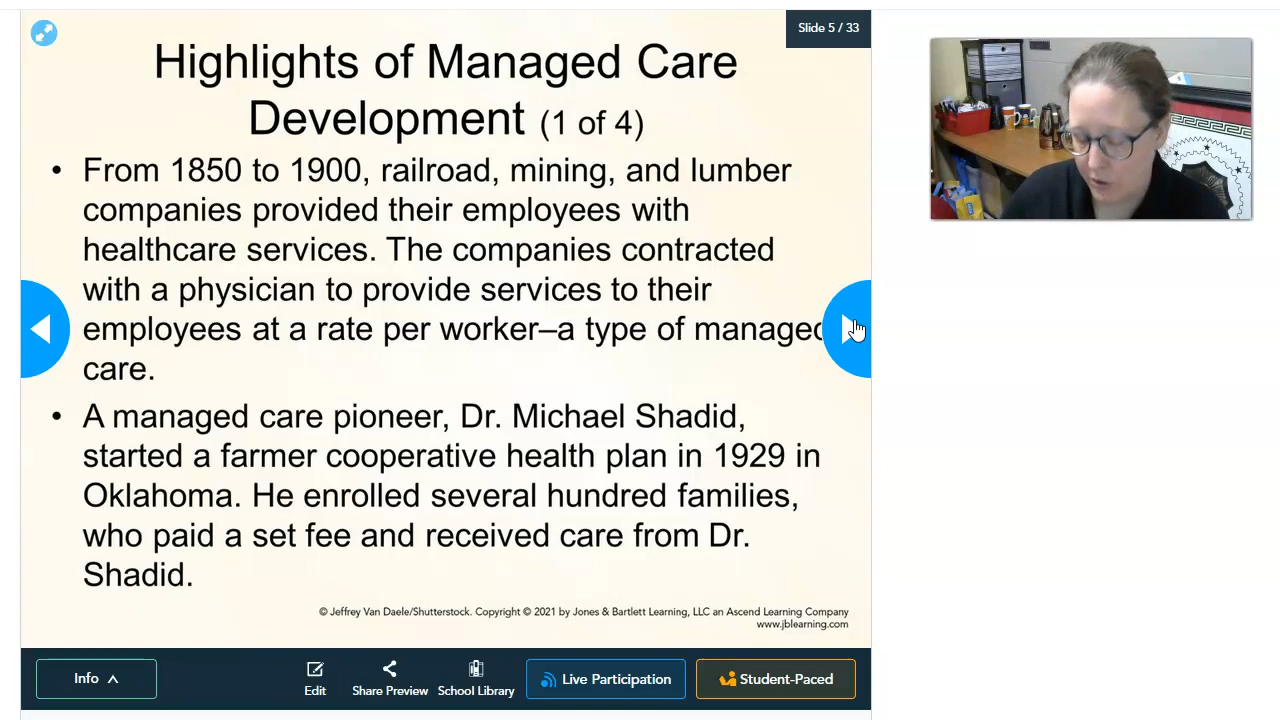 Slide 5 / 33
Highlights of Managed Care
Development (1 of 4)
• From 1850 to 1900, railroad, mining, and lumber
companies provided their employees with
healthcare services. The companies contracted
with a physician to provide services to their
employees at a rate per worker–a type of managed
care.
• A managed care pioneer, Dr. Michael Shadid,
started a farmer cooperative health plan in 1929 in
Oklahoma. He enrolled several hundred families,
who paid a set fee and received care from Dr.
Shadid.
© Jeffrey Van Daele/Shutterstock. Copyright © 2021 by Jones & Bartlett Learning, LLC an Ascend Learning Company
www.jblearning.com
Info
Edit
Share Preview
School Library
Live Participation
Student-Paced